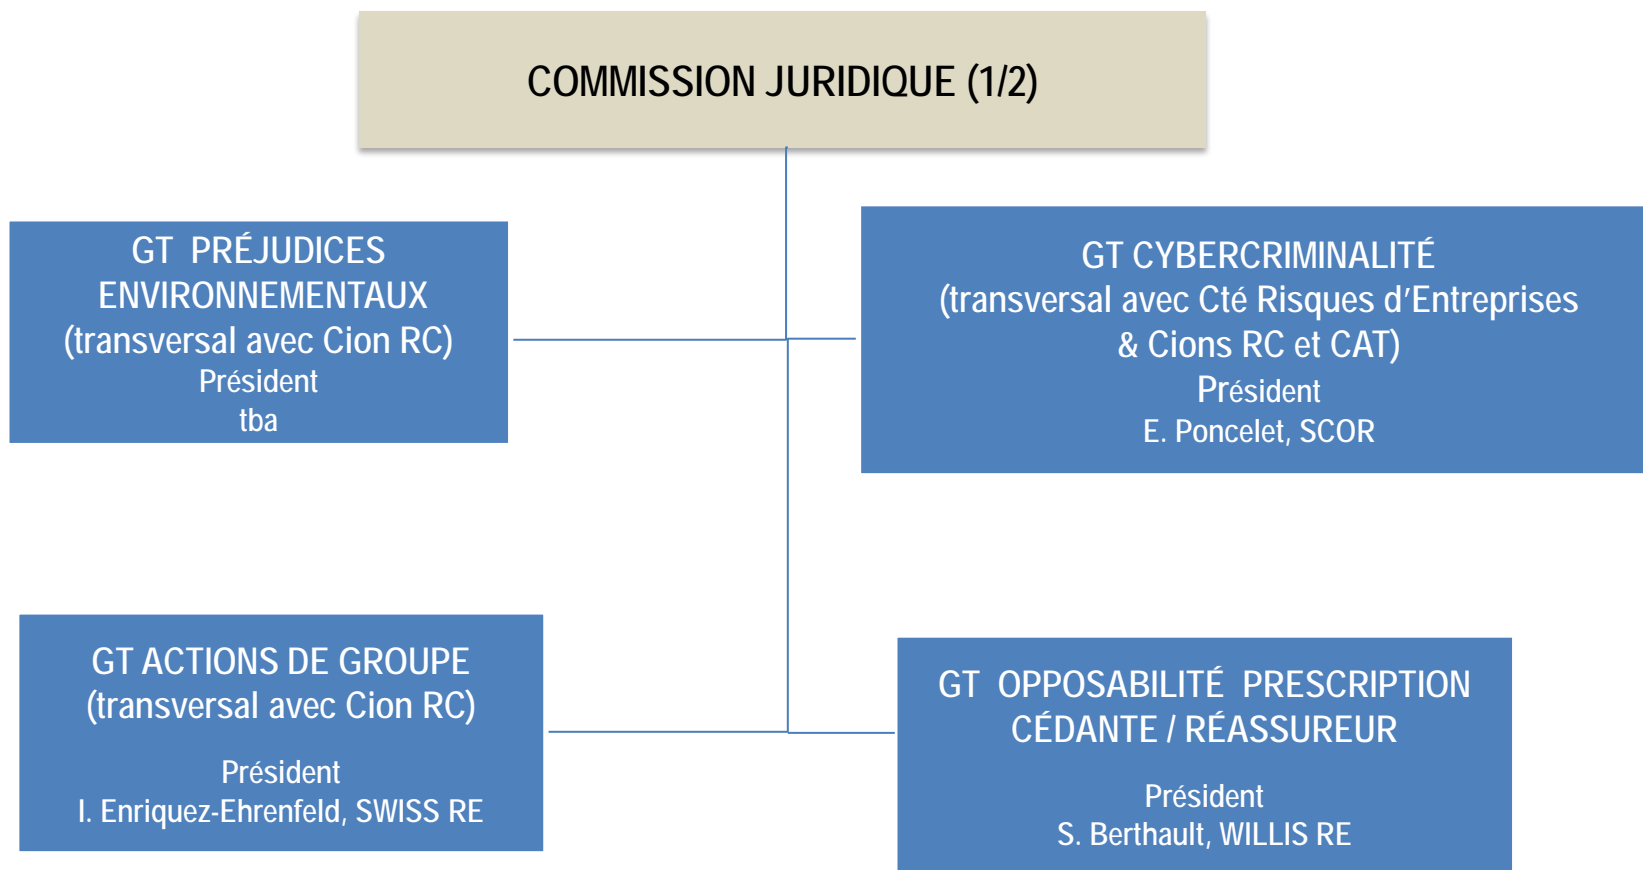 COMMISSION JURIDIQUE (1/2)
GT PRÉJUDICES
ENVIRONNEMENTAUX
(transversal avec Cion RC)
Président
tba
GT CYBERCRIMINALITÉ
(transversal avec Cté Risques d’Entreprises
& Cions RC et CAT)
Président
E. Poncelet, SCOR
GT ACTIONS DE GROUPE
(transversal avec Cion RC)
Président
I. Enriquez-Ehrenfeld, SWISS RE
GT OPPOSABILITÉ PRESCRIPTION
CÉDANTE / RÉASSUREUR
Président
S. Berthault, WILLIS RE